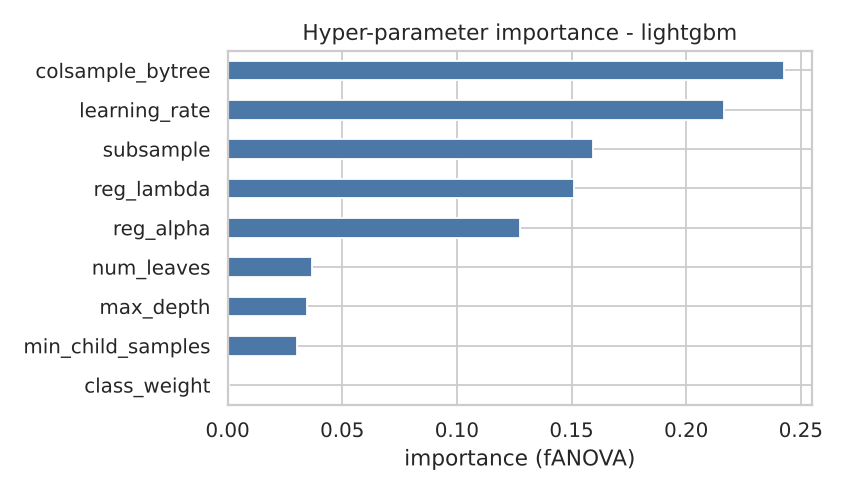 Hyper-parameter importance - lightgbm
colsample_bytree
learning_rate
subsample
reg_lambda
reg_alpha
num_leaves
max_depth
min_child_samples
class_weight
0.00 0.05 0.10 0.15 0.20 0.25
importance (fANOVA)